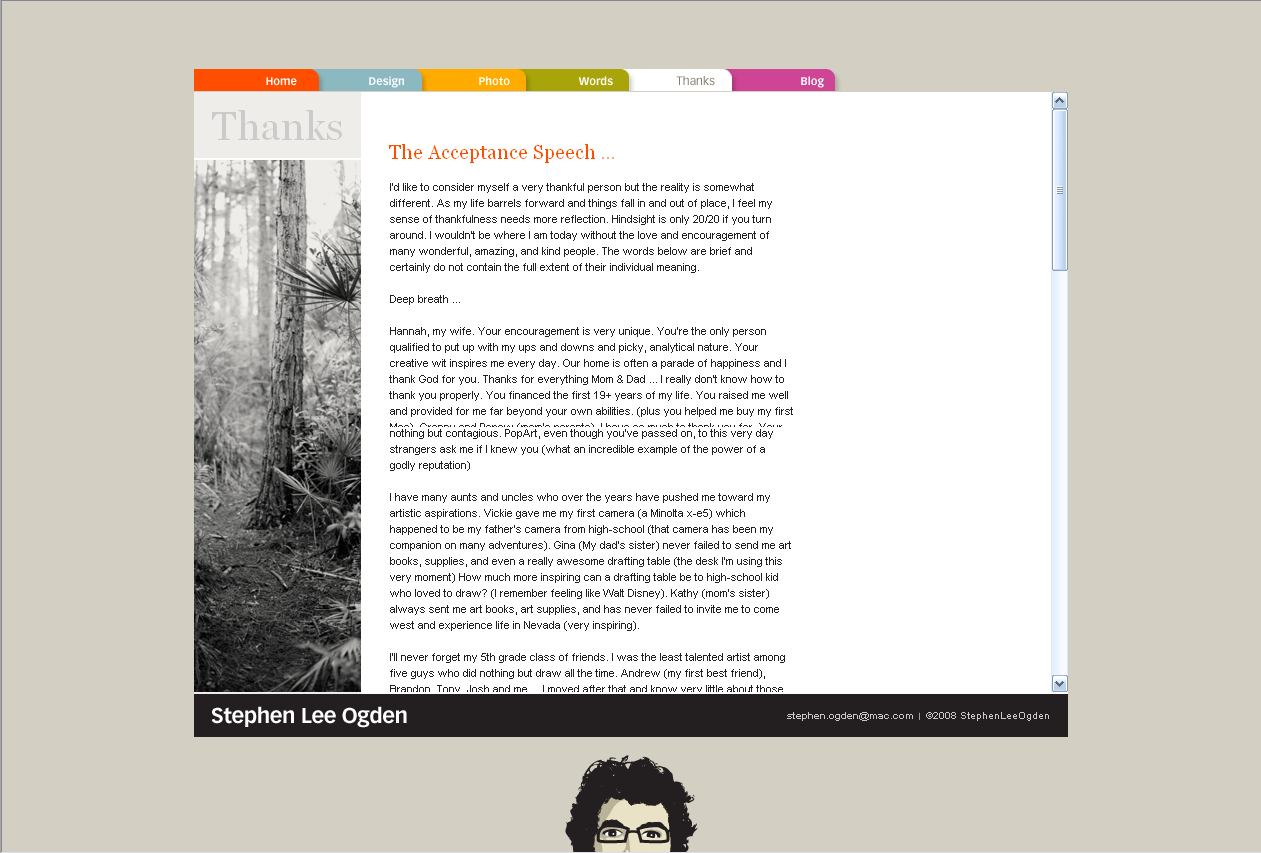 Home Design Photo Words Thanks Blog
Thanks
The Acceptance Speech ...
I'd like to consider myself a very thankful person but the reality is somewhat
different. As my life barrels forward and things fall in and out of place, I feel my
sense of thankfulness needs more reflection. Hindsight is only 20/20 if you turn
around. I wouldn't be where I am today without the love and encouragement of
many wonderful, amazing, and kind people. The words below are brief and
certainly do not contain the full extent of their individual meaning.
Deep breath ...
Hannah, my wife. Your encouragement is very unique. You're the only person
qualified to put up with my ups and downs and picky, analytical nature. Your
creative wit inspires me every day. Our home is often a parade of happiness and I
thank God for you. Thanks for everything Mom & Dad ... I really don't know how to
thank you properly. You financed the first 19+ years of my life. You raised me well
and provided for me far beyond your own abilities. (plus you helped me buy my first
nothing but contagious. PopArt, even though you've passed on, to this very day
strangers ask me if I knew you (what an incredible example of the power of a
godly reputation)
I have many aunts and uncles who over the years have pushed me toward my
artistic aspirations. Vickie gave me my first camera (a Minolta x-e5) which
happened to be my father's camera from high-school (that camera has been my
companion on many adventures). Gina (My dad's sister) never failed to send me art
books, supplies, and even a really awesome drafting table (the desk I'm using this
very moment) How much more inspiring can a drafting table be to high-school kid
who loved to draw? (I remember feeling like Walt Disney). Kathy (mom's sister)
always sent me art books, art supplies, and has never failed to invite me to come
west and experience life in Nevada (very inspiring).
I'll never forget my 5th grade class of friends. I was the least talented artist among
five guys who did nothing but draw all the time. Andrew (my first best friend),
Brandon, Tony, Josh and me ... I moved after that and know very little about those
Stephen Lee Ogden
stephen.ogden@mac.com | ©2008 StephenLeeOgden